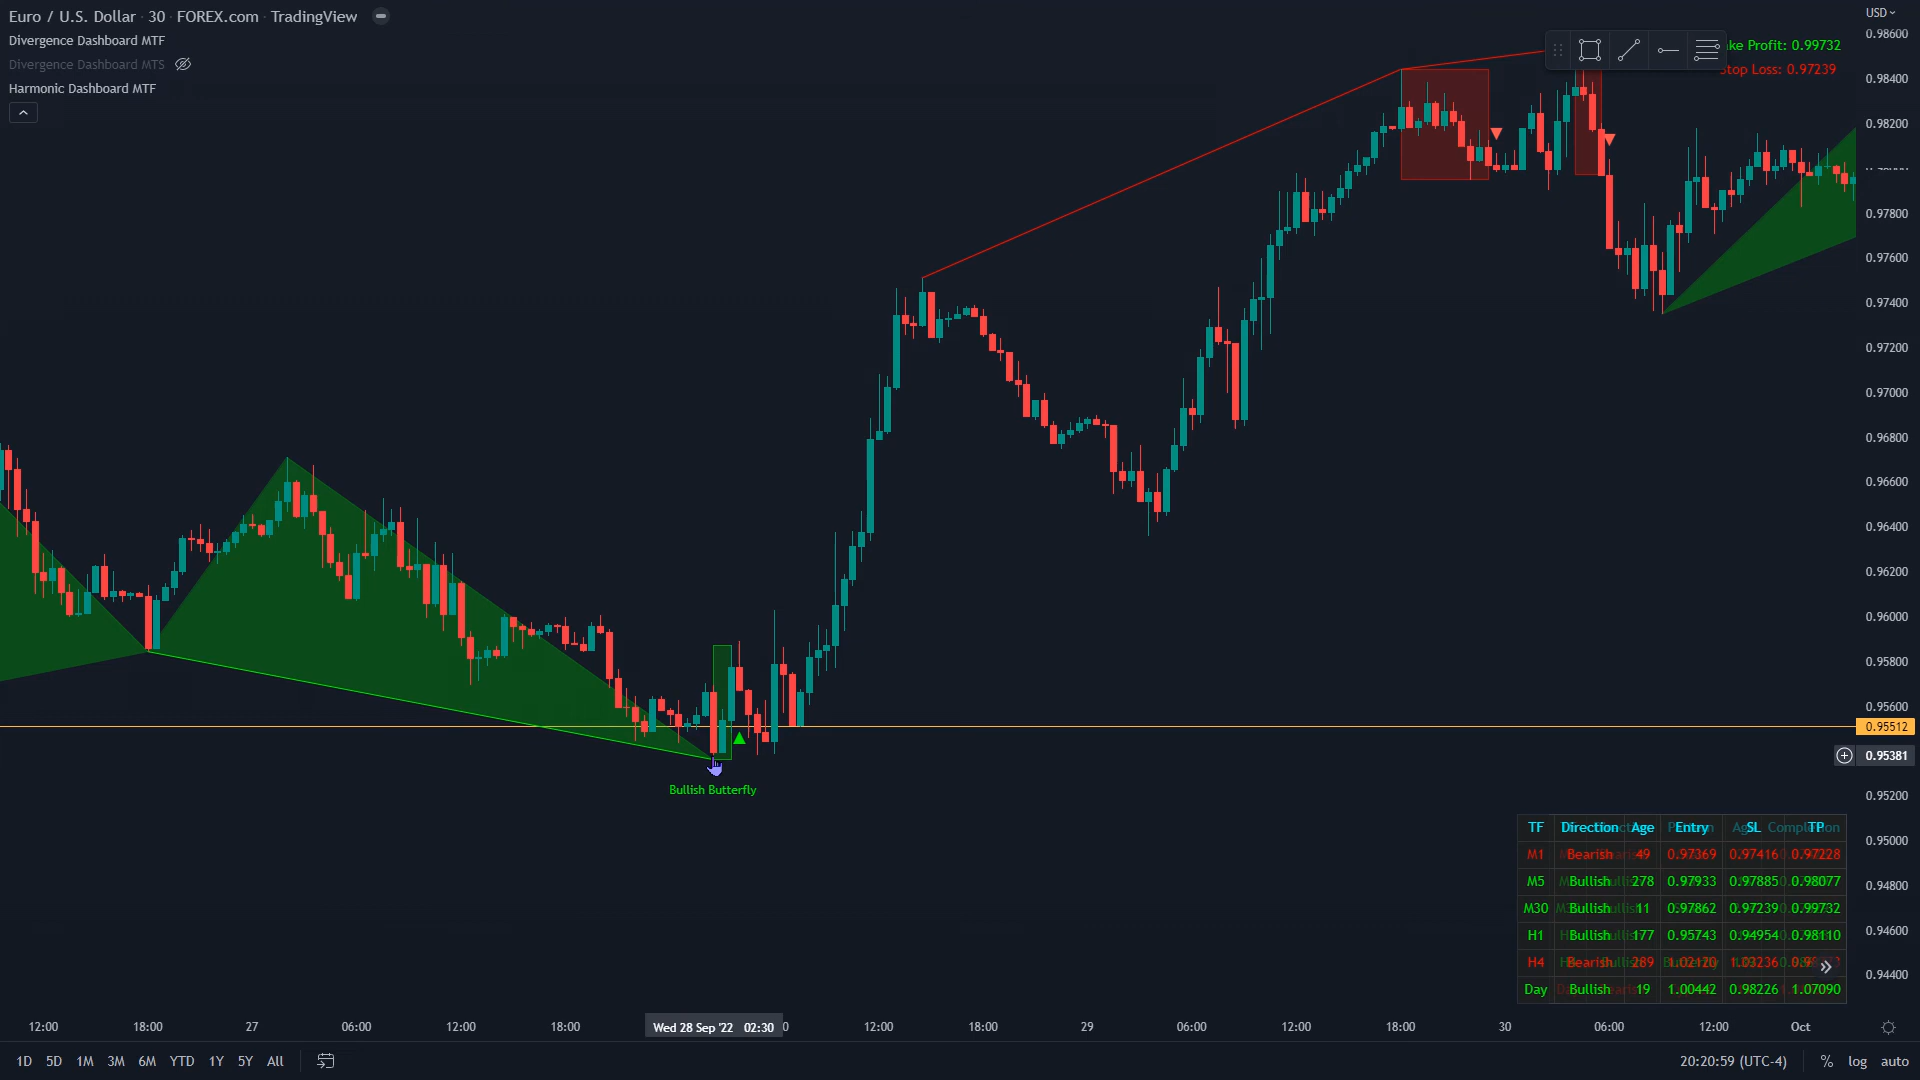 Euro / U.S. Dollar · 30 · FOREX.com · TradingView
Divergence Dashboard MTF
Divergence Dashboard MTS
Harmonic Dashboard MTF
USD
ke Profit: 0.99732
Stop Loss: 0.97239
0.98600
0.98400
0.98200
0.97800
0.97600
0.97400
0.97200
0.97000
0.96800
0.96600
0.96400
0.96200
0.96000
0.95800
0.95600
0.95512
0.95381
0.95200
0.95000
0.94800
0.94600
0.94400
Bullish Butterfly
TF Direction Age Entry SL TP
M1 Bearish 49 0.97369 0.97416 0.97228
M5 Bullish 278 0.97933 0.97885 0.98077
M30 Bullish 11 0.97862 0.97239 0.99732
H1 Bullish 177 0.95743 0.94954 0.98110
H4 Bearish 289
Day Bullish 19 1.00442 0.98226 1.07090
12:00 18:00 27 06:00 12:00 18:00 Wed 28 Sep '22 02:30 12:00 18:00 29 06:00 12:00 18:00 30 06:00 12:00 Oct
1D 5D 1M 3M 6M YTD 1Y 5Y All
20:20:59 (UTC-4) % log auto